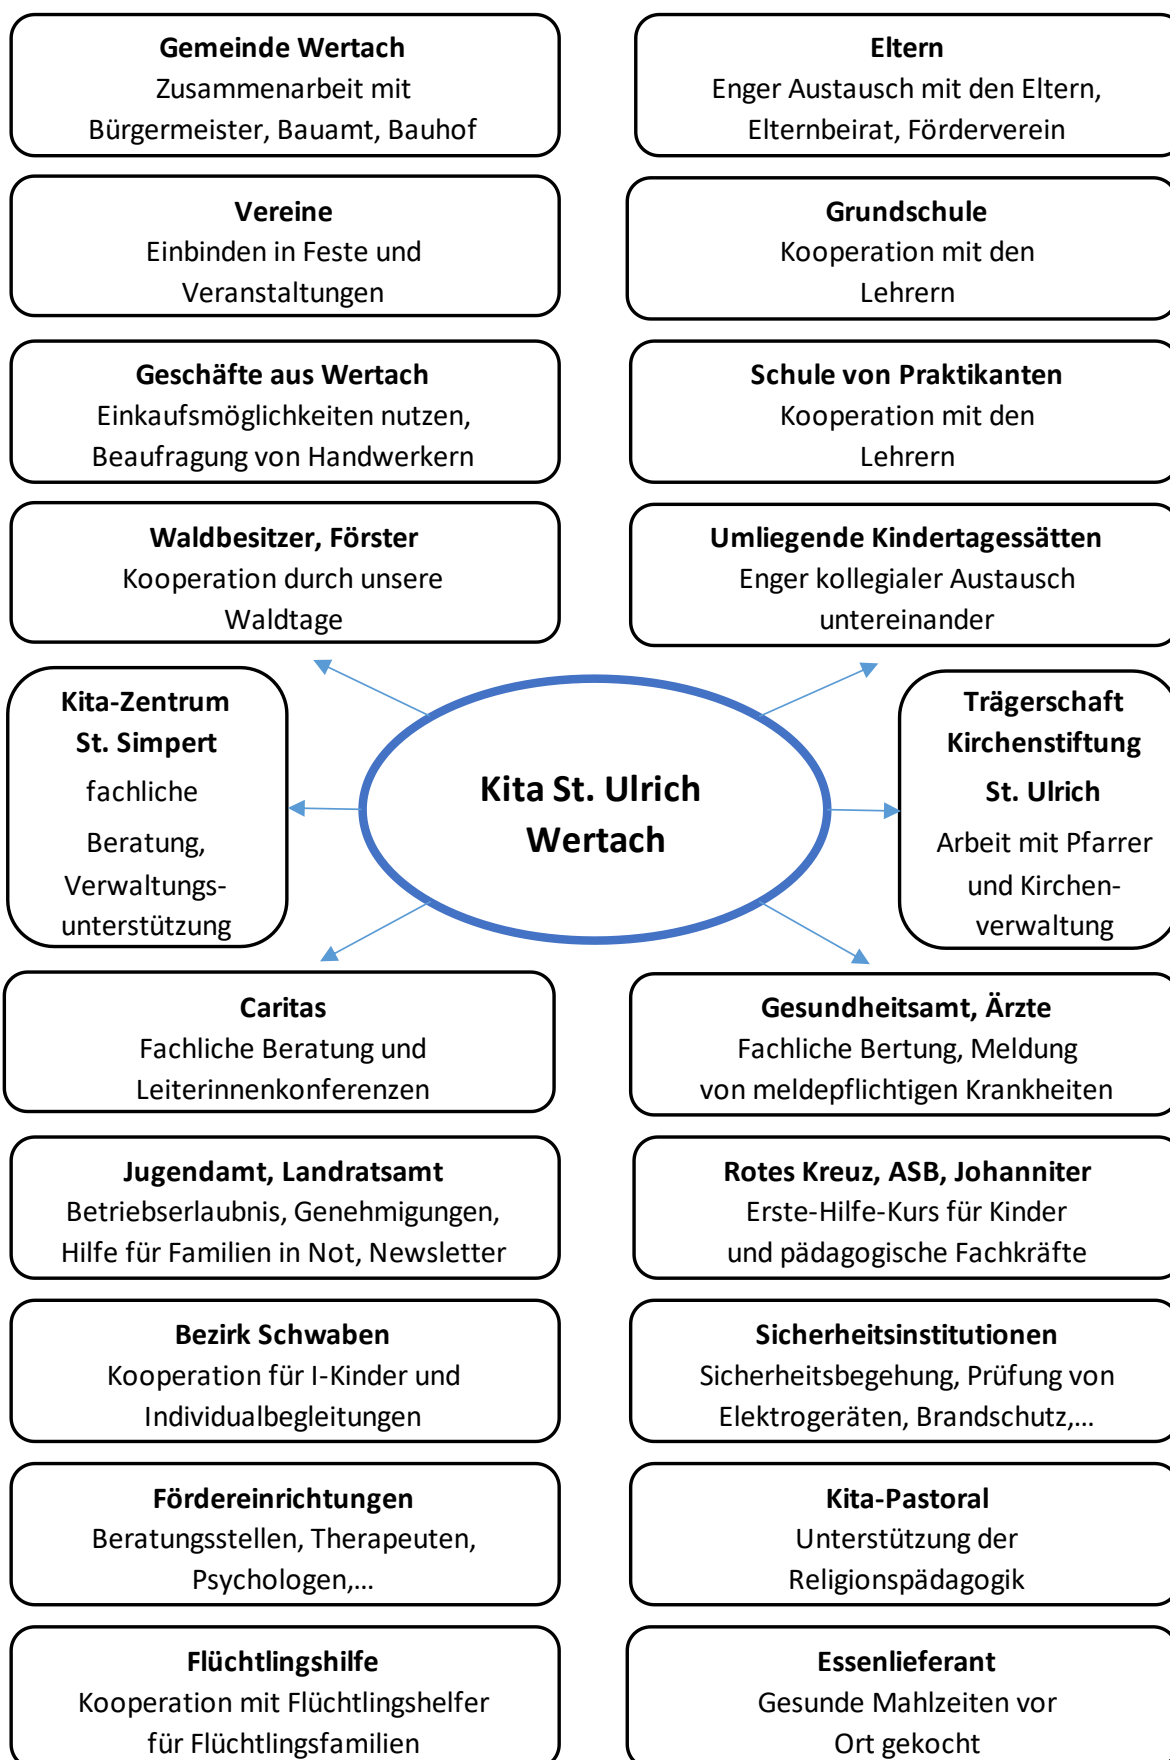 Gemeinde Wertach
Zusammenarbeit mit
Bürgermeister, Bauamt, Bauhof
Eltern
Enger Austausch mit den Eltern,
Elternbeirat, Förderverein
Vereine
Einbinden in Feste und
Veranstaltungen
Grundschule
Kooperation mit den
Lehrern
Geschäfte aus Wertach
Einkaufsmöglichkeiten nutzen,
Beaufragung von Handwerkern
Schule von Praktikanten
Kooperation mit den
Lehrern
Waldbesitzer, Förster
Kooperation durch unsere
Waldtage
Umliegende Kindertagessätten
Enger kollegialer Austausch
untereinander
Kita-Zentrum
St. Simpert
fachliche
Beratung,
Verwaltungs-
unterstützung
Kita St. Ulrich
Wertach
Trägerschaft
Kirchenstiftung
St. Ulrich
Arbeit mit Pfarrer
und Kirchen-
verwaltung
Caritas
Fachliche Beratung und
Leiterinnenkonferenzen
Gesundheitsamt, Ärzte
Fachliche Bertung, Meldung
von meldepflichtigen Krankheiten
Jugendamt, Landratsamt
Betriebserlaubnis, Genehmigungen,
Hilfe für Familien in Not, Newsletter
Rotes Kreuz, ASB, Johanniter
Erste-Hilfe-Kurs für Kinder
und pädagogische Fachkräfte
Bezirk Schwaben
Kooperation für I-Kinder und
Individualbegleitungen
Sicherheitsinstitutionen
Sicherheitsbegehung, Prüfung von
Elektrogeräten, Brandschutz,...
Fördereinrichtungen
Beratungsstellen, Therapeuten,
Psychologen,...
Kita-Pastoral
Unterstützung der
Religionspädagogik
Flüchtlingshilfe
Kooperation mit Flüchtlingshelfer
für Flüchtlingsfamilien
Essenlieferant
Gesunde Mahlzeiten vor
Ort gekocht